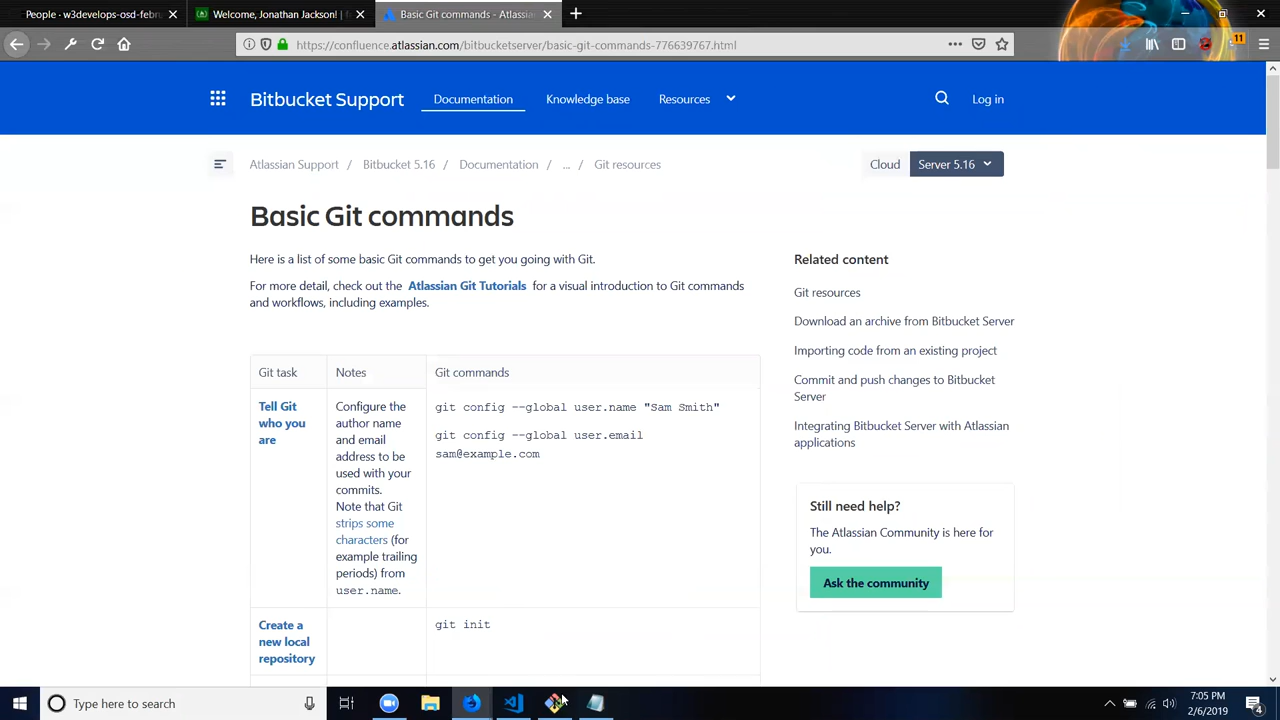 People - w3develops-osd-febru
Welcome, Jonathan Jackson! |
Basic Git commands - Atlassia
https://confluence.atlassian.com/bitbucketserver/basic-git-commands-776639767.html
11
Bitbucket Support
Documentation
Knowledge base
Resources
Log in
Atlassian Support / Bitbucket 5.16 / Documentation / ... / Git resources
Cloud
Server 5.16
Basic Git commands
Here is a list of some basic Git commands to get you going with Git.
For more detail, check out the Atlassian Git Tutorials for a visual introduction to Git commands
and workflows, including examples.
Git task
Notes
Git commands
Tell Git
who you
are
Configure the
author name
and email
address to be
used with your
commits.
Note that Git
strips some
characters (for
example trailing
periods) from
user.name.
git config --global user.name "Sam Smith"
git config --global user.email
sam@example.com
Create a
new local
repository
git init
Related content
Git resources
Download an archive from Bitbucket Server
Importing code from an existing project
Commit and push changes to Bitbucket
Server
Integrating Bitbucket Server with Atlassian
applications
Still need help?
The Atlassian Community is here for
you.
Ask the community
Type here to search
7:05 PM
2/6/2019
4